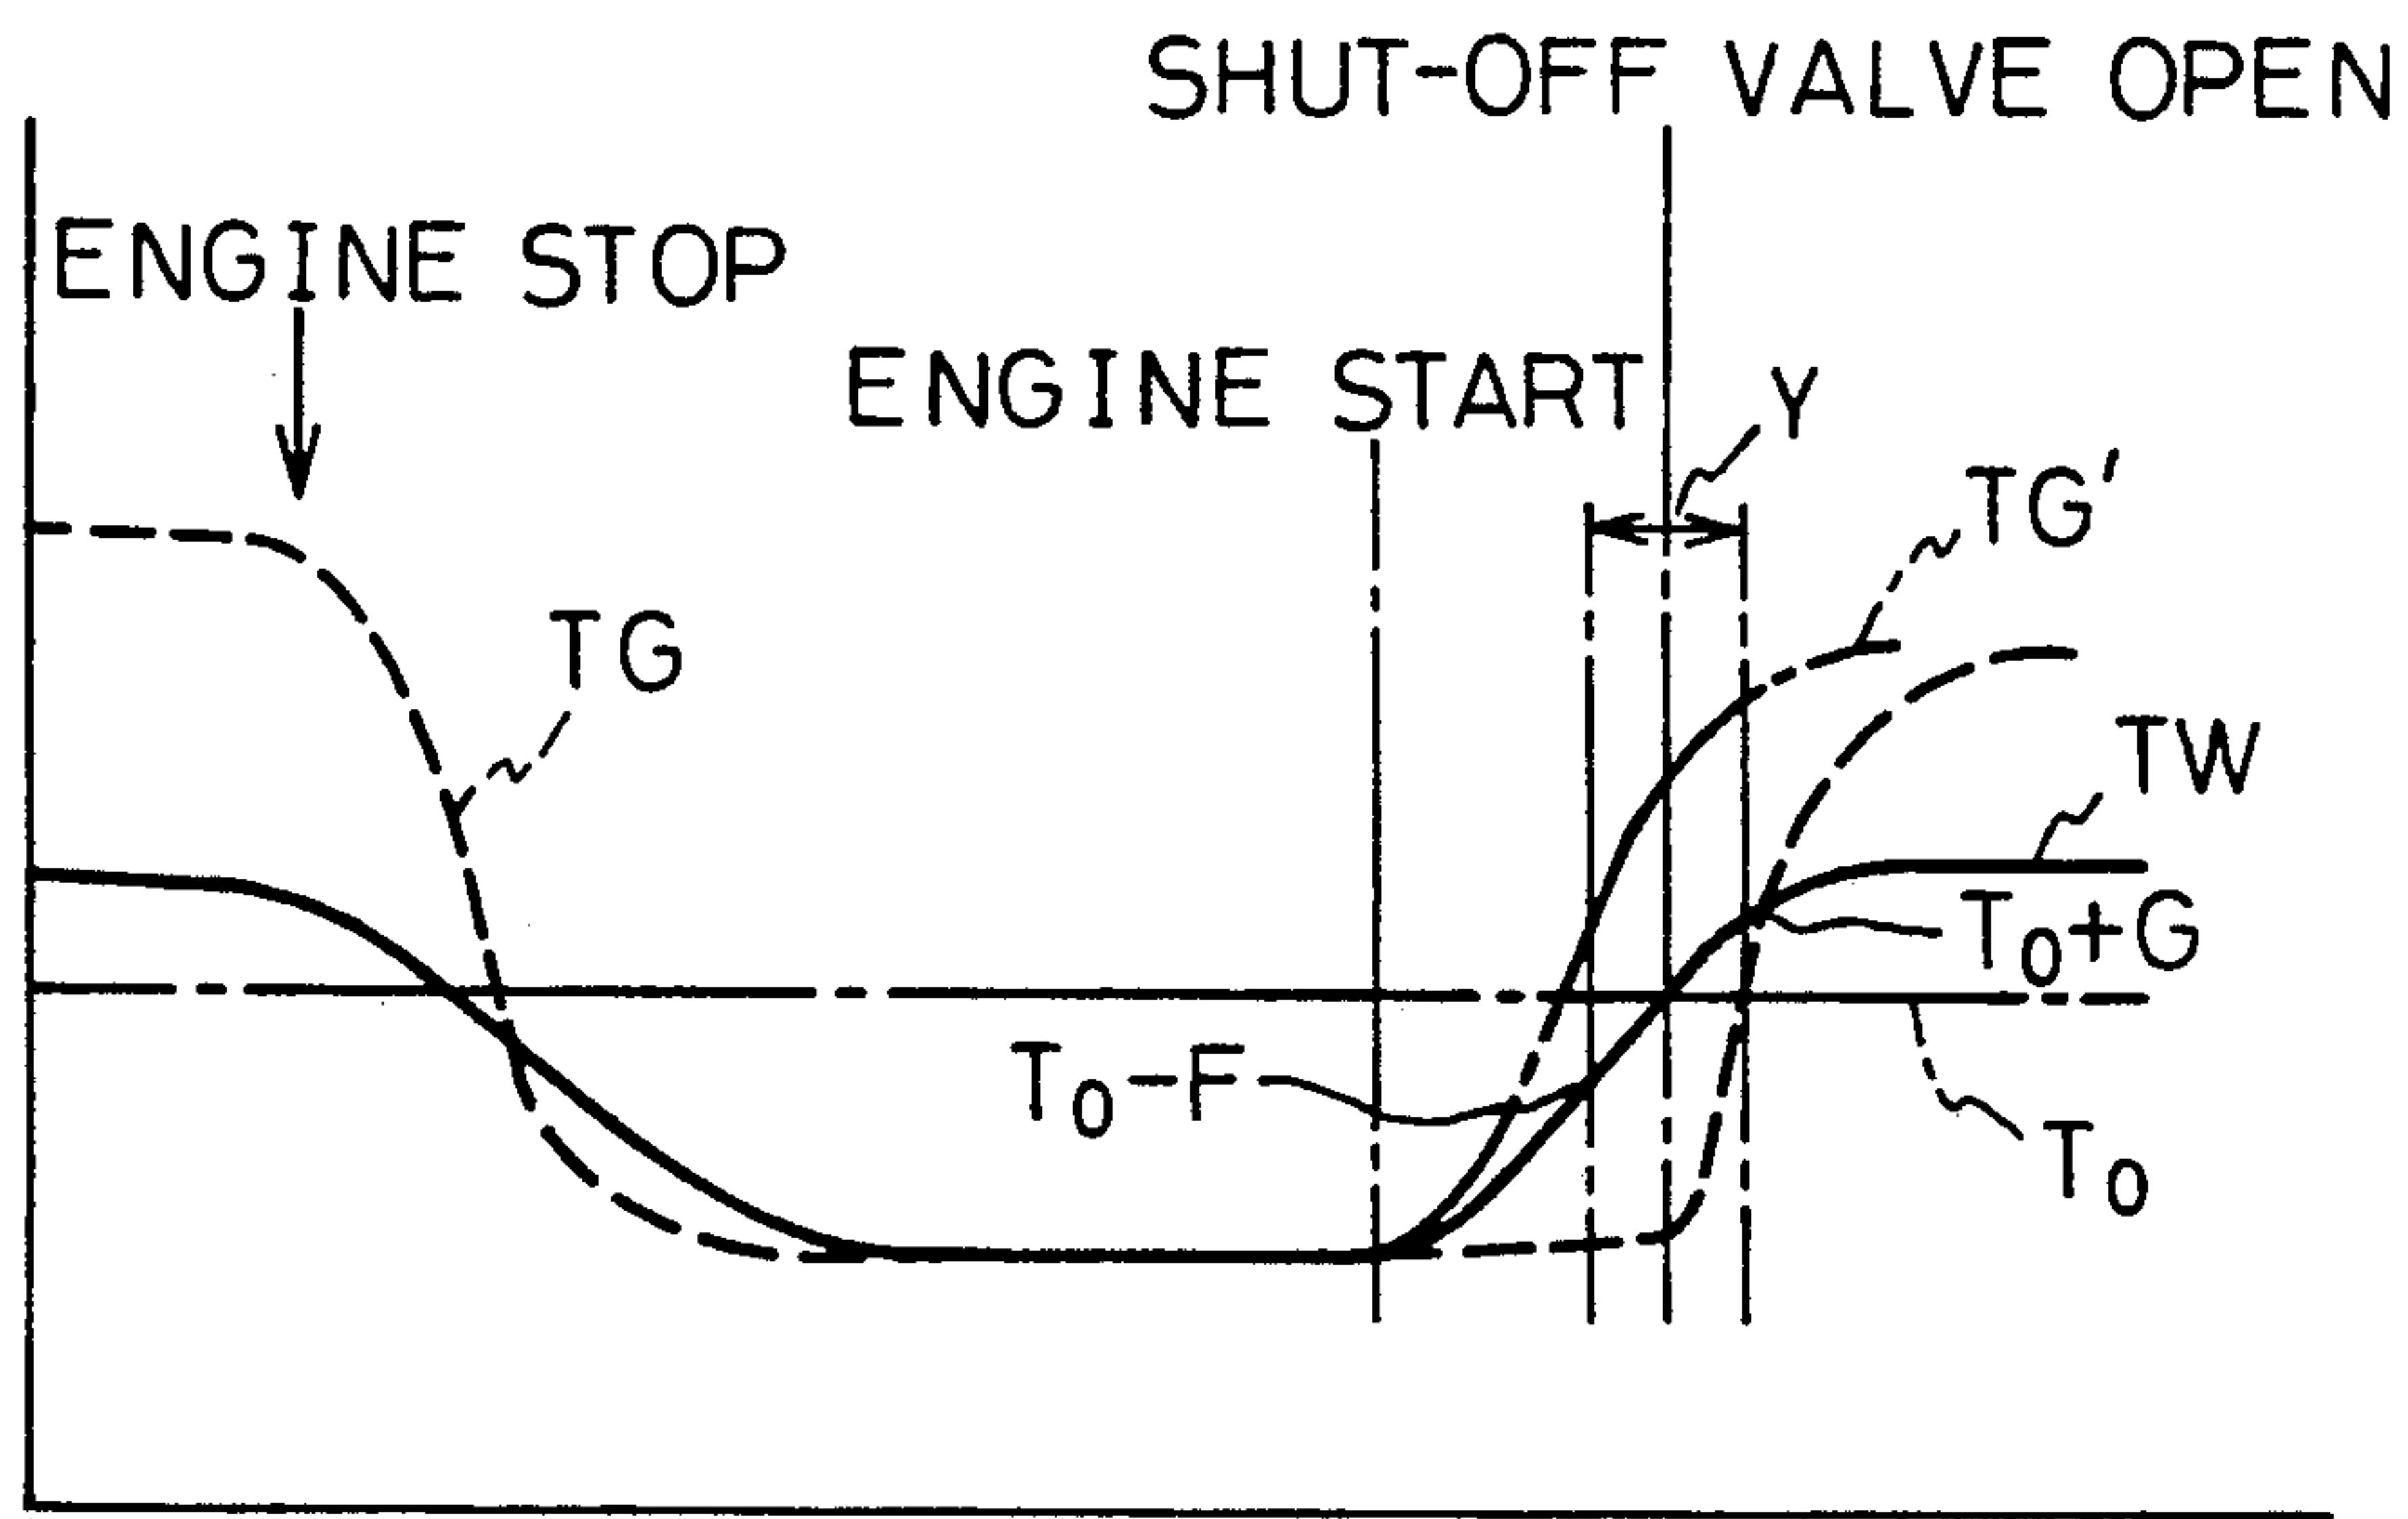 SHUT-OFF VALVE OPEN
ENGINE STOP
ENGINE START
Y
TG'
TG
TW
T₀+G
T₀-F
T₀